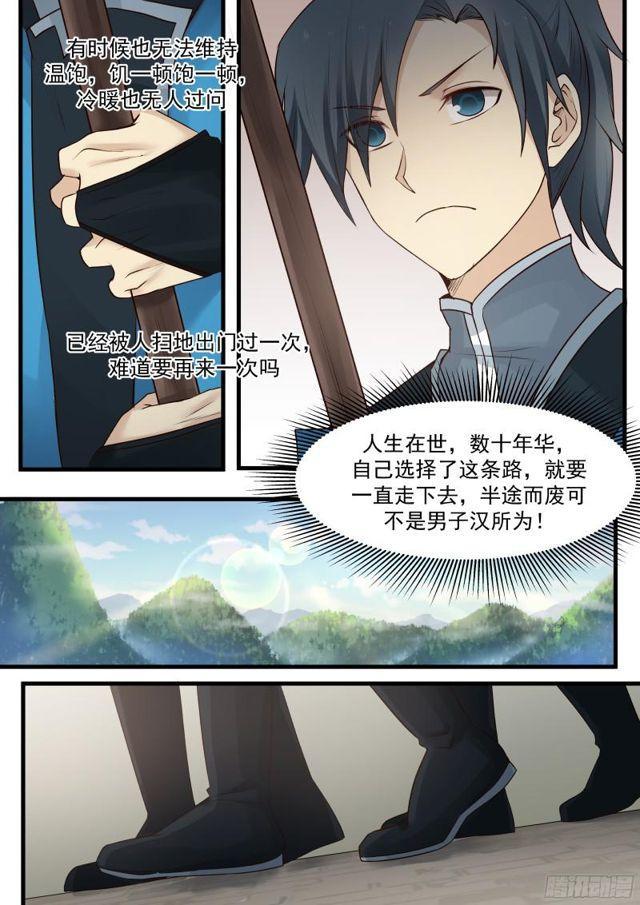 有时候也无法维持
温饱，饥一顿饱一顿，
冷暖也无人过问
已经被人扫地出门过一次，
难道要再来一次吗
人生在世，数十年华，
自己选择了这条路，就要
一直走下去，半途而废可
不是男子汉所为！
腾讯动漫